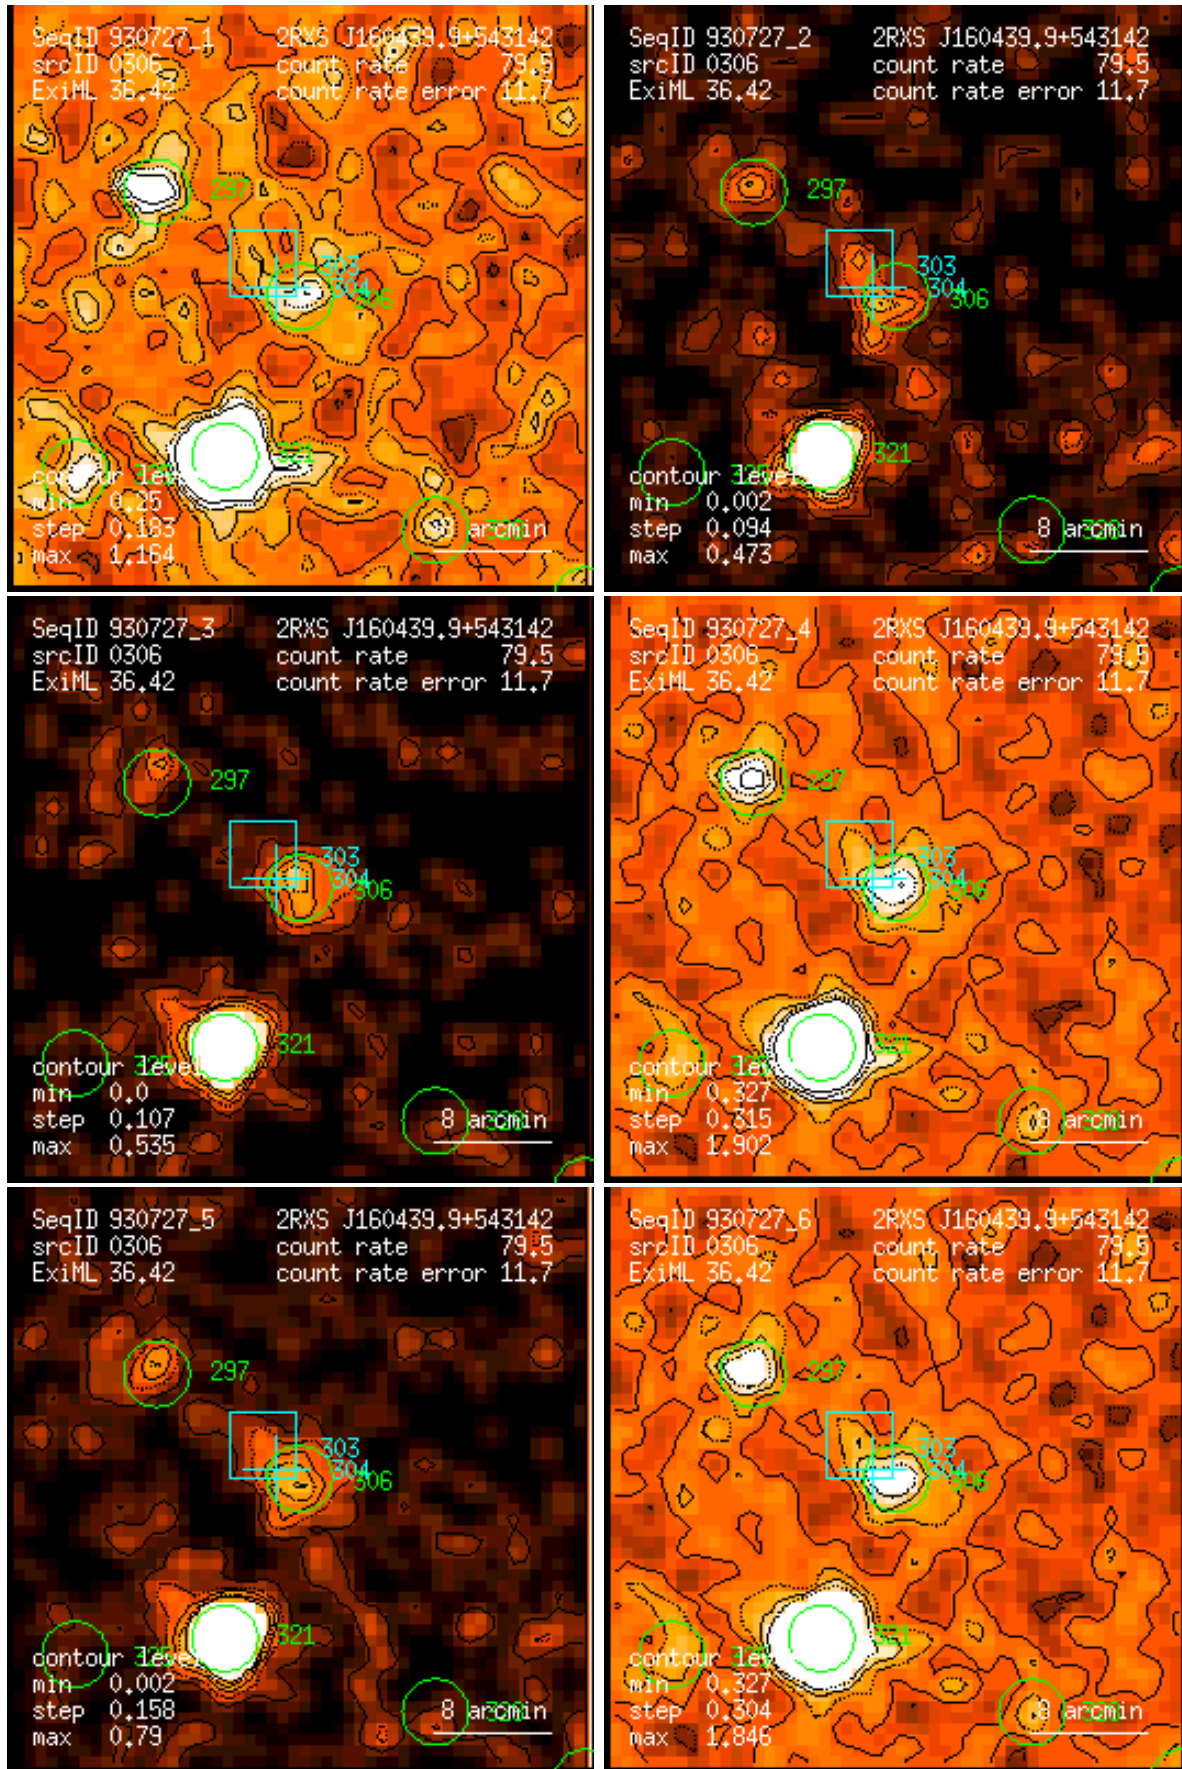 SeqID 930727_1 2RXS J160439.9+543142
srcID 0306 count rate 79.5
ExiML 36.42 count rate error 11.7
297
303
304
306
321
contour level
min 0.25
step 0.183 8 arcmin
max 1.164
SeqID 930727_2 2RXS J160439.9+543142
srcID 0306 count rate 79.5
ExiML 36.42 count rate error 11.7
297
303
304
306
321
contour level
min 0.002
step 0.094 8 arcmin
max 0.473
SeqID 930727_3 2RXS J160439.9+543142
srcID 0306 count rate 79.5
ExiML 36.42 count rate error 11.7
297
303
304
306
321
contour level
min 0.0
step 0.107 8 arcmin
max 0.535
SeqID 930727_4 2RXS J160439.9+543142
srcID 0306 count rate 79.5
ExiML 36.42 count rate error 11.7
297
303
304
306
321
contour level
min 0.327
step 0.315 8 arcmin
max 1.902
SeqID 930727_5 2RXS J160439.9+543142
srcID 0306 count rate 79.5
ExiML 36.42 count rate error 11.7
297
303
304
306
321
contour level
min 0.002
step 0.158 8 arcmin
max 0.79
SeqID 930727_6 2RXS J160439.9+543142
srcID 0306 count rate 79.5
ExiML 36.42 count rate error 11.7
297
303
304
306
321
contour level
min 0.327
step 0.304 8 arcmin
max 1.846